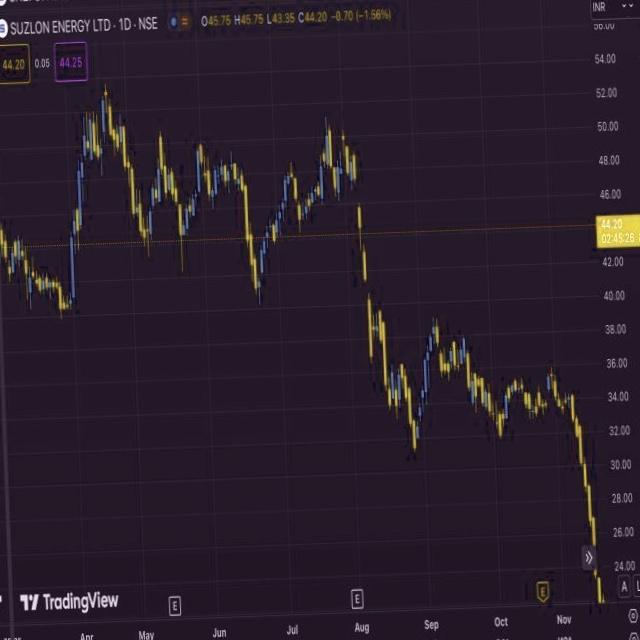 SUZLON ENERGY LTD · 1D · NSE O45.75 H45.75 L43.35 C44.20 −0.70 (−1.56%)
INR
44.20 0.05 44.25
56.00
54.00
52.00
50.00
48.00
46.00
44.20
02:45:26
42.00
40.00
38.00
36.00
34.00
32.00
30.00
28.00
26.00
24.00
TradingView
E E E
A L
Apr May Jun Jul Aug Sep Oct Nov